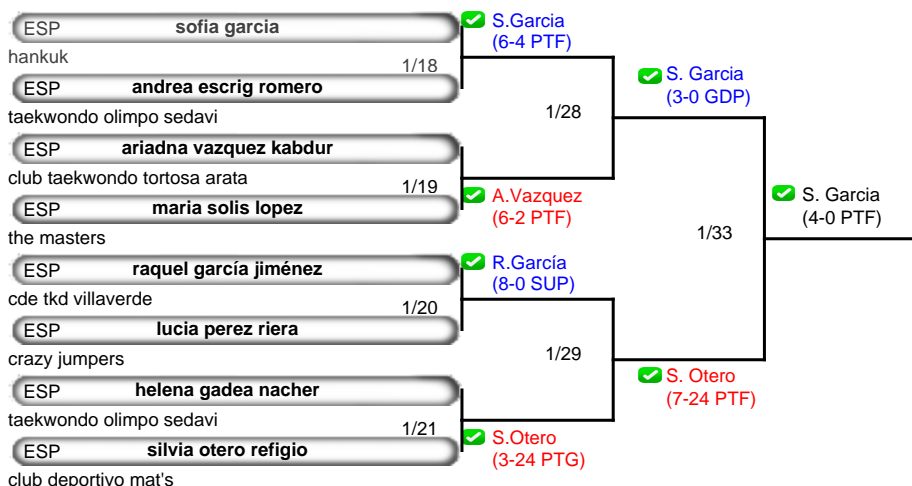 ESP sofia garcia
hankuk
1/18
ESP andrea escrig romero
taekwondo olimpo sedavi
ESP ariadna vazquez kabdur
club taekwondo tortosa arata
1/19
ESP maria solis lopez
the masters
ESP raquel garcía jiménez
cde tkd villaverde
1/20
ESP lucia perez riera
crazy jumpers
ESP helena gadea nacher
taekwondo olimpo sedavi
1/21
ESP silvia otero refigio
club deportivo mat's
S.Garcia
(6-4 PTF)
1/28
A.Vazquez
(6-2 PTF)
R.García
(8-0 SUP)
1/29
S.Otero
(3-24 PTG)
S. Garcia
(3-0 GDP)
1/33
S. Otero
(7-24 PTF)
S. Garcia
(4-0 PTF)